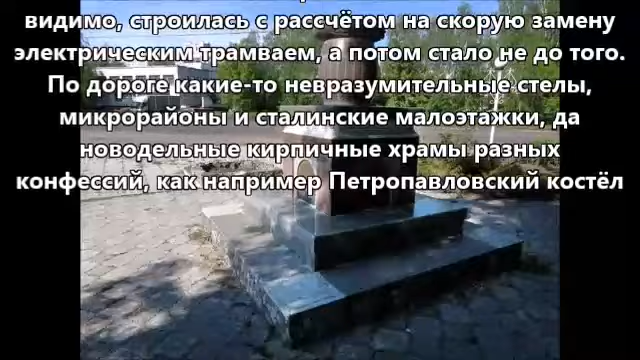 видимо, строилась с рассчётом на скорую замену
электрическим трамваем, а потом стало не до того.
По дороге какие-то невразумительные стелы,
микрорайоны и сталинские малоэтажки, да
новодельные кирпичные храмы разных
конфессий, как например Петропавловский костёл